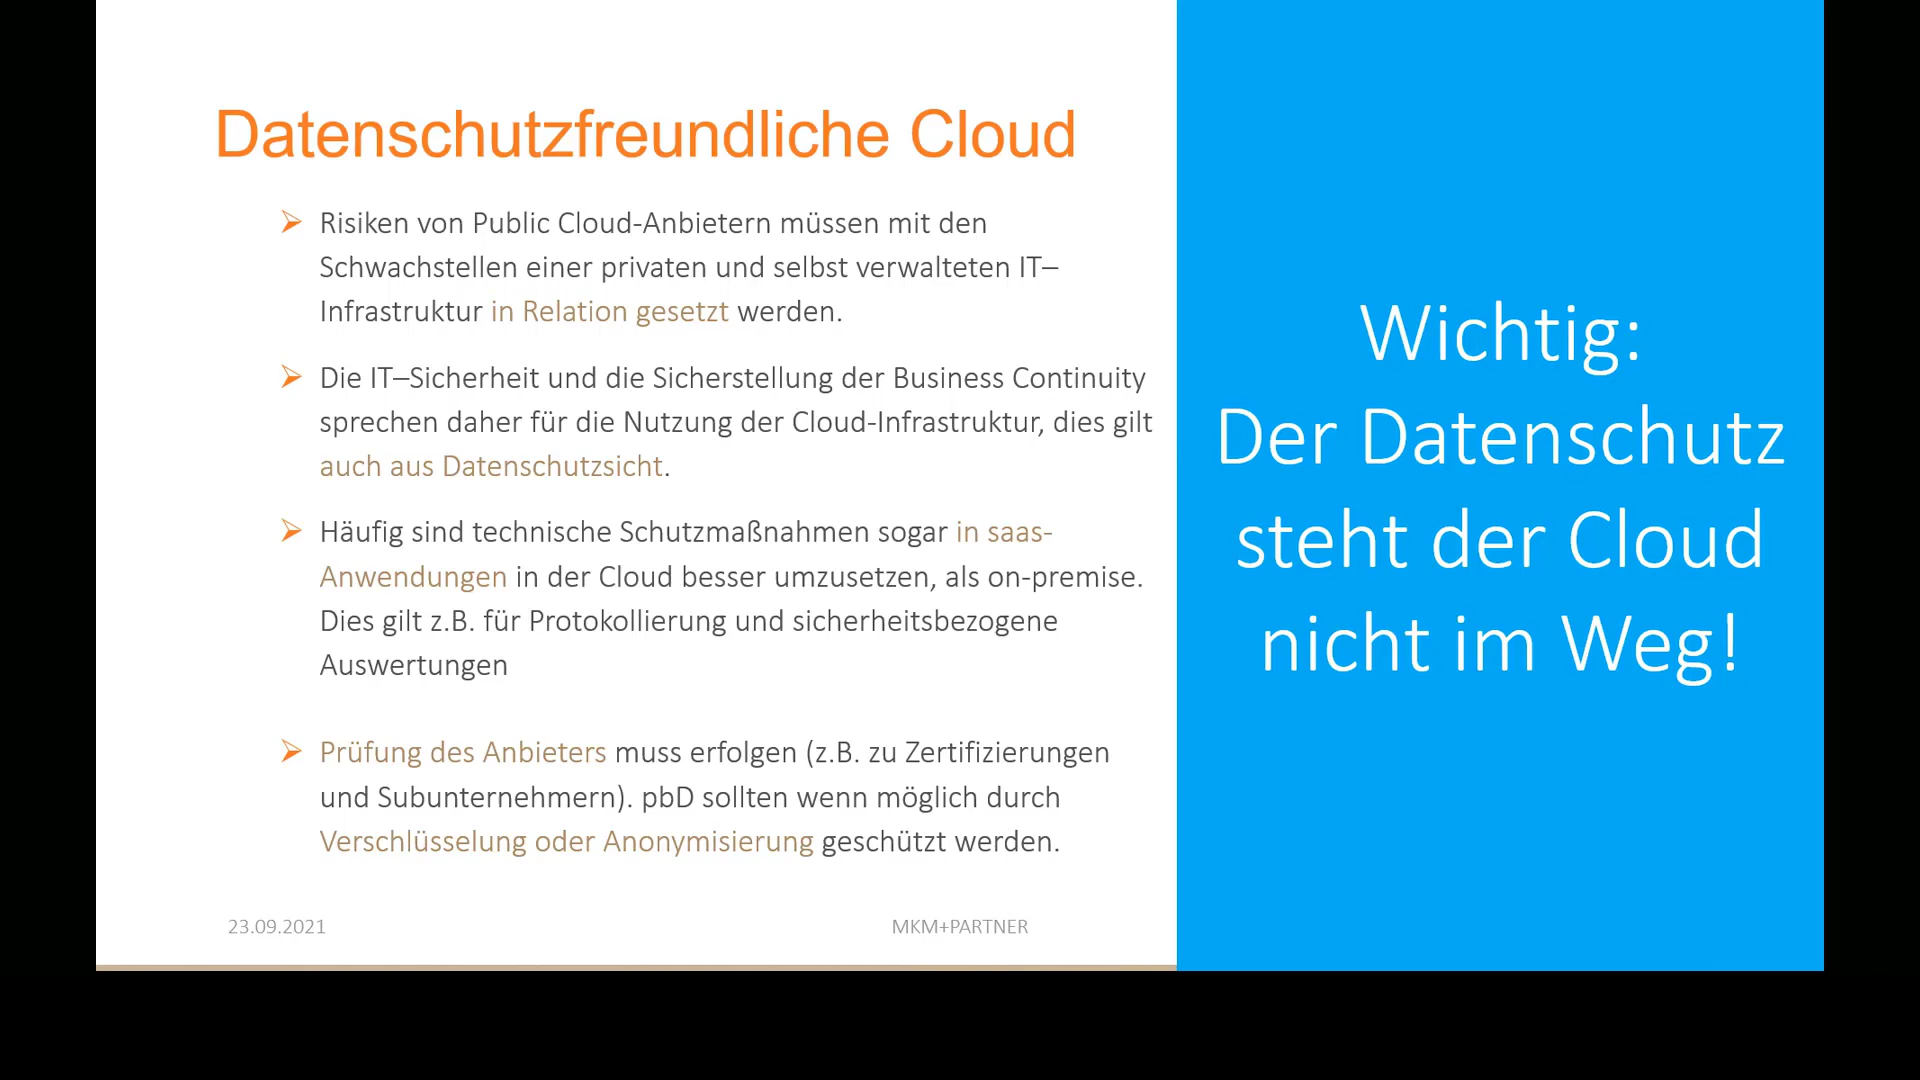 Datenschutzfreundliche Cloud
Risiken von Public Cloud-Anbietern müssen mit den
Schwachstellen einer privaten und selbst verwalteten IT–
Infrastruktur in Relation gesetzt werden.
Die IT–Sicherheit und die Sicherstellung der Business Continuity
sprechen daher für die Nutzung der Cloud-Infrastruktur, dies gilt
auch aus Datenschutzsicht.
Häufig sind technische Schutzmaßnahmen sogar in saas-
Anwendungen in der Cloud besser umzusetzen, als on-premise.
Dies gilt z.B. für Protokollierung und sicherheitsbezogene
Auswertungen
Prüfung des Anbieters muss erfolgen (z.B. zu Zertifizierungen
und Subunternehmern). pbD sollten wenn möglich durch
Verschlüsselung oder Anonymisierung geschützt werden.
23.09.2021
MKM+PARTNER
Wichtig:
Der Datenschutz
steht der Cloud
nicht im Weg!